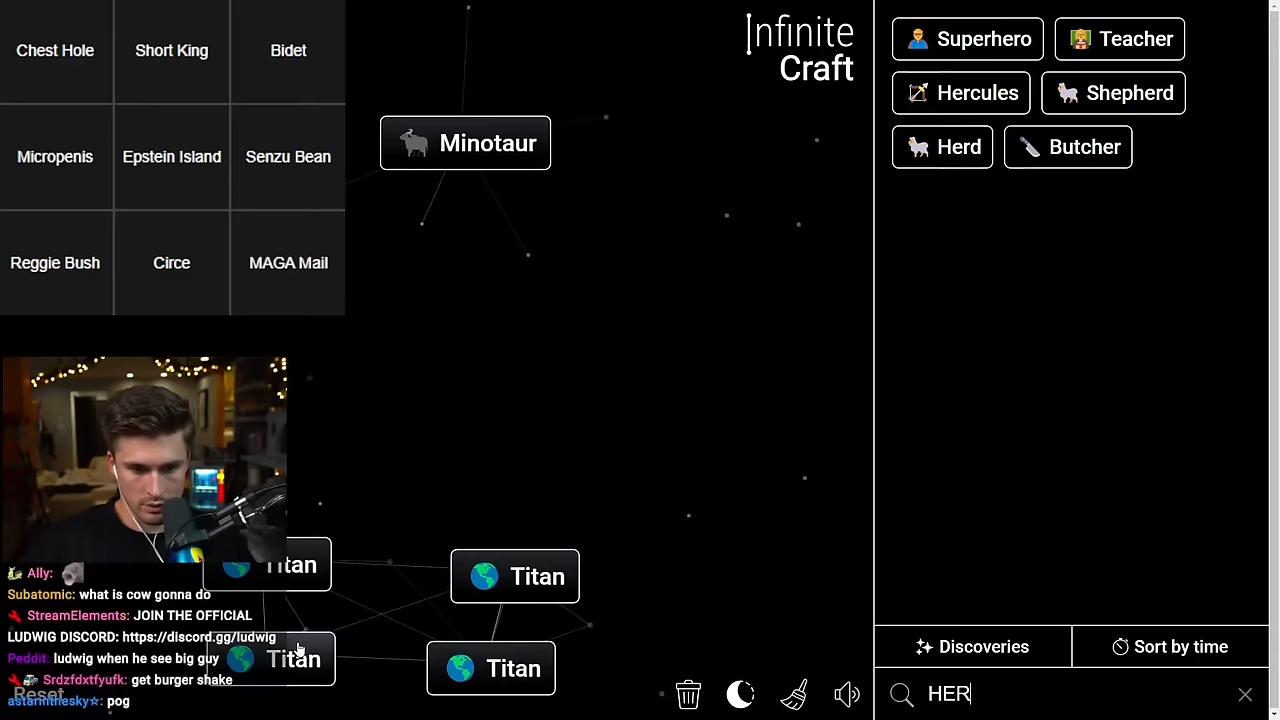 Chest Hole
Short King
Bidet
Micropenis
Epstein Island
Senzu Bean
Reggie Bush
Circe
MAGA Mail
Minotaur
Infinite
Craft
Superhero
Teacher
Hercules
Shepherd
Herd
Butcher
Titan
Titan
Titan
Titan
Ally:
Subatomic: what is cow gonna do
StreamElements: JOIN THE OFFICIAL
LUDWIG DISCORD: https://discord.gg/ludwig
Peddit: ludwig when he see big guy
Srdzfdxtfyufk: get burger shake
astarinthesky☆: pog
Reset
Discoveries
Sort by time
HER